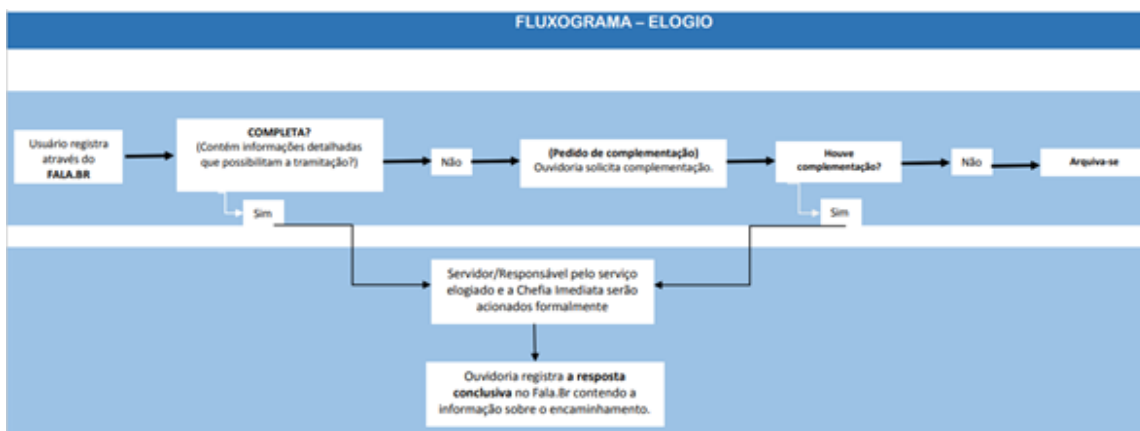 FLUXOGRAMA – ELOGIO
Usuário registra
através do
FALA.BR
COMPLETA?
(Contém informações detalhadas
que possibilitam a tramitação?)
Não
(Pedido de complementação)
Ouvidoria solicita complementação.
Houve
complementação?
Não
Arquiva-se
Sim
Sim
Servidor/Responsável pelo serviço
elogiado e a Chefia Imediata serão
acionados formalmente
Ouvidoria registra a resposta
conclusiva no Fala.Br contendo a
informação sobre o encaminhamento.